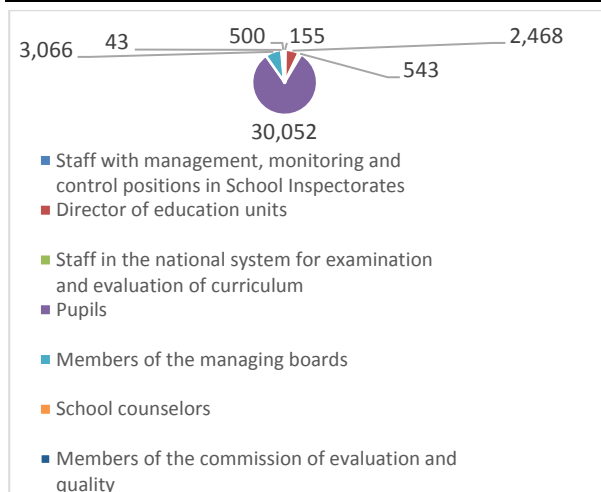 43 500 155 2,468
3,066 543
30,052
Staff with management, monitoring and
control positions in School Inspectorates
Director of education units
Staff in the national system for examination
and evaluation of curriculum
Pupils
Members of the managing boards
School counselors
Members of the commission of evaluation and
quality